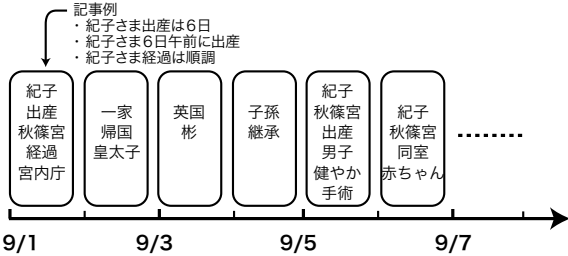 記事例
・紀子さま出産は6日
・紀子さま6日午前に出産
・紀子さま経過は順調
紀子
出産
秋篠宮
経過
宮内庁
一家
帰国
皇太子
英国
彬
子孫
継承
紀子
秋篠宮
出産
男子
健やか
手術
紀子
秋篠宮
同室
赤ちゃん
9/1
9/3
9/5
9/7